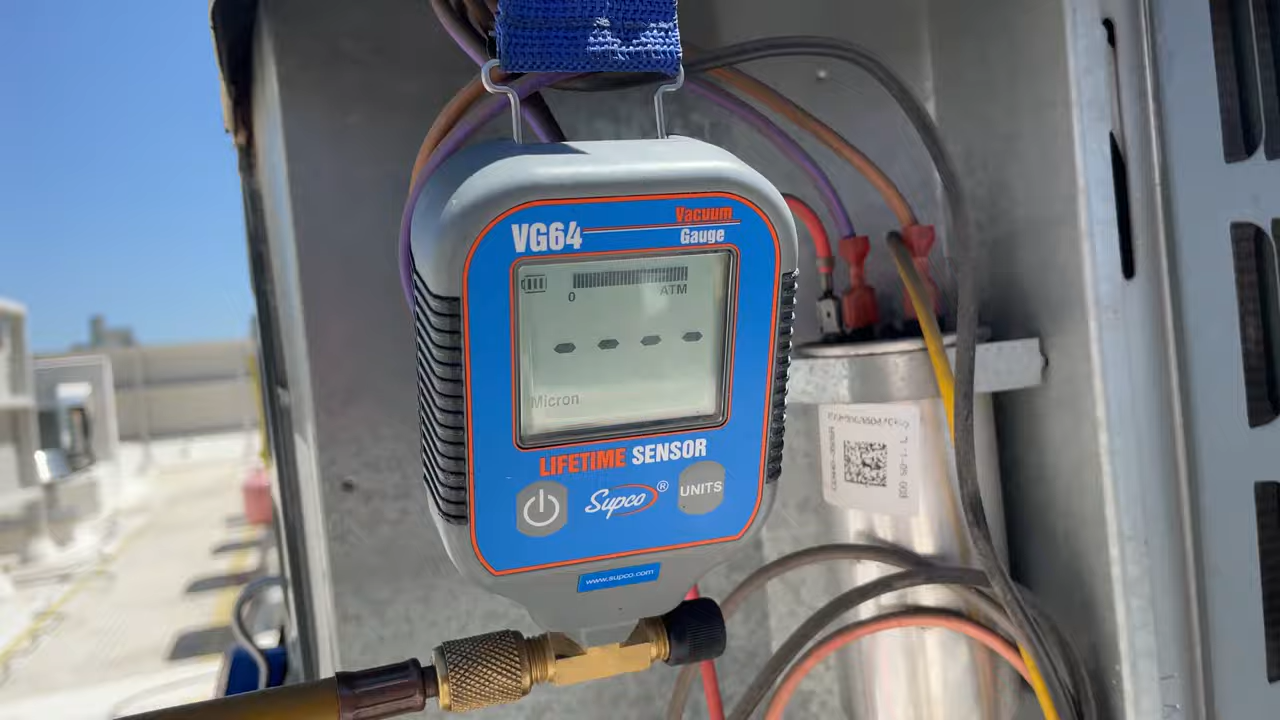 VG64
Vacuum
Gauge
0
ATM
- - - -
Micron
LIFETIME SENSOR
Supco®
UNITS
www.supco.com